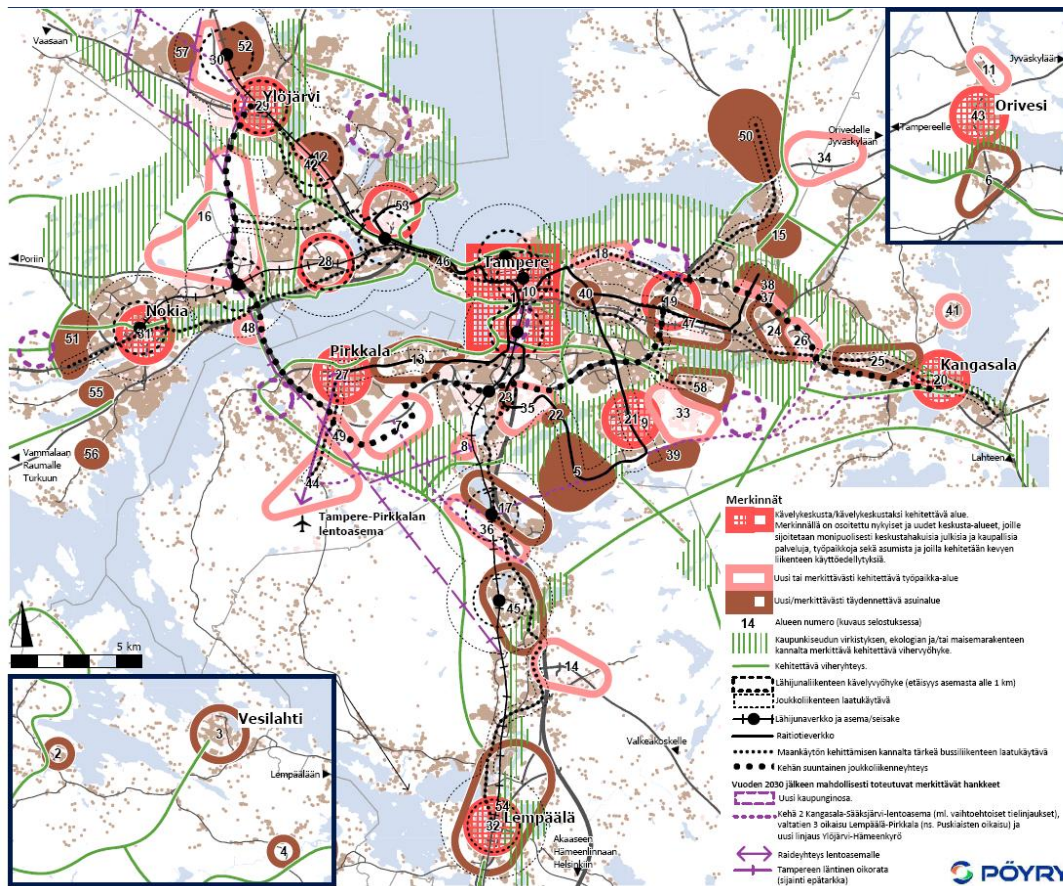 Vaasaan
57
52
30
Ylöjärvi
29
12
42
53
16
28
46
Poriin
Nokia
31
51
48
55
56
Vammalaan
Raumalle
Turkuun
Pirkkala
27
13
49
7
44
8
Tampere-Pirkkalan
lentoasema
Tampere
10
1
18
40
19
47
38
37
24
26
25
Kangasala
20
41
50
34
15
Orivedelle
Jyväskylään
23
35
22
58
33
21
9
39
5
17
36
45
14
Valkeakoskelle
Lahteen
54
32
Lempäälä
Akaaseen
Hämeenlinnaan
Helsinkiin
11
Jyväskylään
Orivesi
43
Tampereelle
6
5 km
Vesilahti
3
2
Lempäälään
4
Merkinnät
Kävelykeskusta/kävelykeskustaksi kehitettävä alue.
Merkinnällä on osoitettu nykyiset ja uudet keskusta-alueet, joille
sijoitetaan monipuolisesti keskustahakuisia julkisia ja kaupallisia
palveluja, työpaikkoja sekä asumista ja joilla kehitetään kevyen
liikenteen käyttöedellytyksiä.
Uusi tai merkittävästi kehitettävä työpaikka-alue
Uusi/merkittävästi täydennettävä asuinalue
14 Alueen numero (kuvaus selostuksessa)
Kaupunkiseudun virkistyksen, ekologian ja/tai maisemarakenteen
kannalta merkittävä kehitettävä vihervyöhyke.
Kehitettävä viheryhteys.
Lähijunaliikenteen kävelyvyöhyke (etäisyys asemasta alle 1 km)
Joukkoliikenteen laatukäytävä
Lähijunaverkko ja asema/seisake
Raitiotieverkko
Maankäytön kehittämisen kannalta tärkeä bussiliikenteen laatukäytävä
Kehän suuntainen joukkoliikenneyhteys
Vuoden 2030 jälkeen mahdollisesti toteutuvat merkittävät hankkeet
Uusi kaupunginosa.
Kehä 2 Kangasala-Sääksjärvi-lentoasema (ml. vaihtoehtoiset tielinjaukset),
valtatien 3 oikaisu Lempäälä-Pirkkala (ns. Puskiaisten oikaisu) ja
uusi linjaus Ylöjärvi-Hämeenkyrö
Raideyhteys lentoasemalle
Tampereen läntinen oikorata
(sijainti epätarkka)
PÖYRY